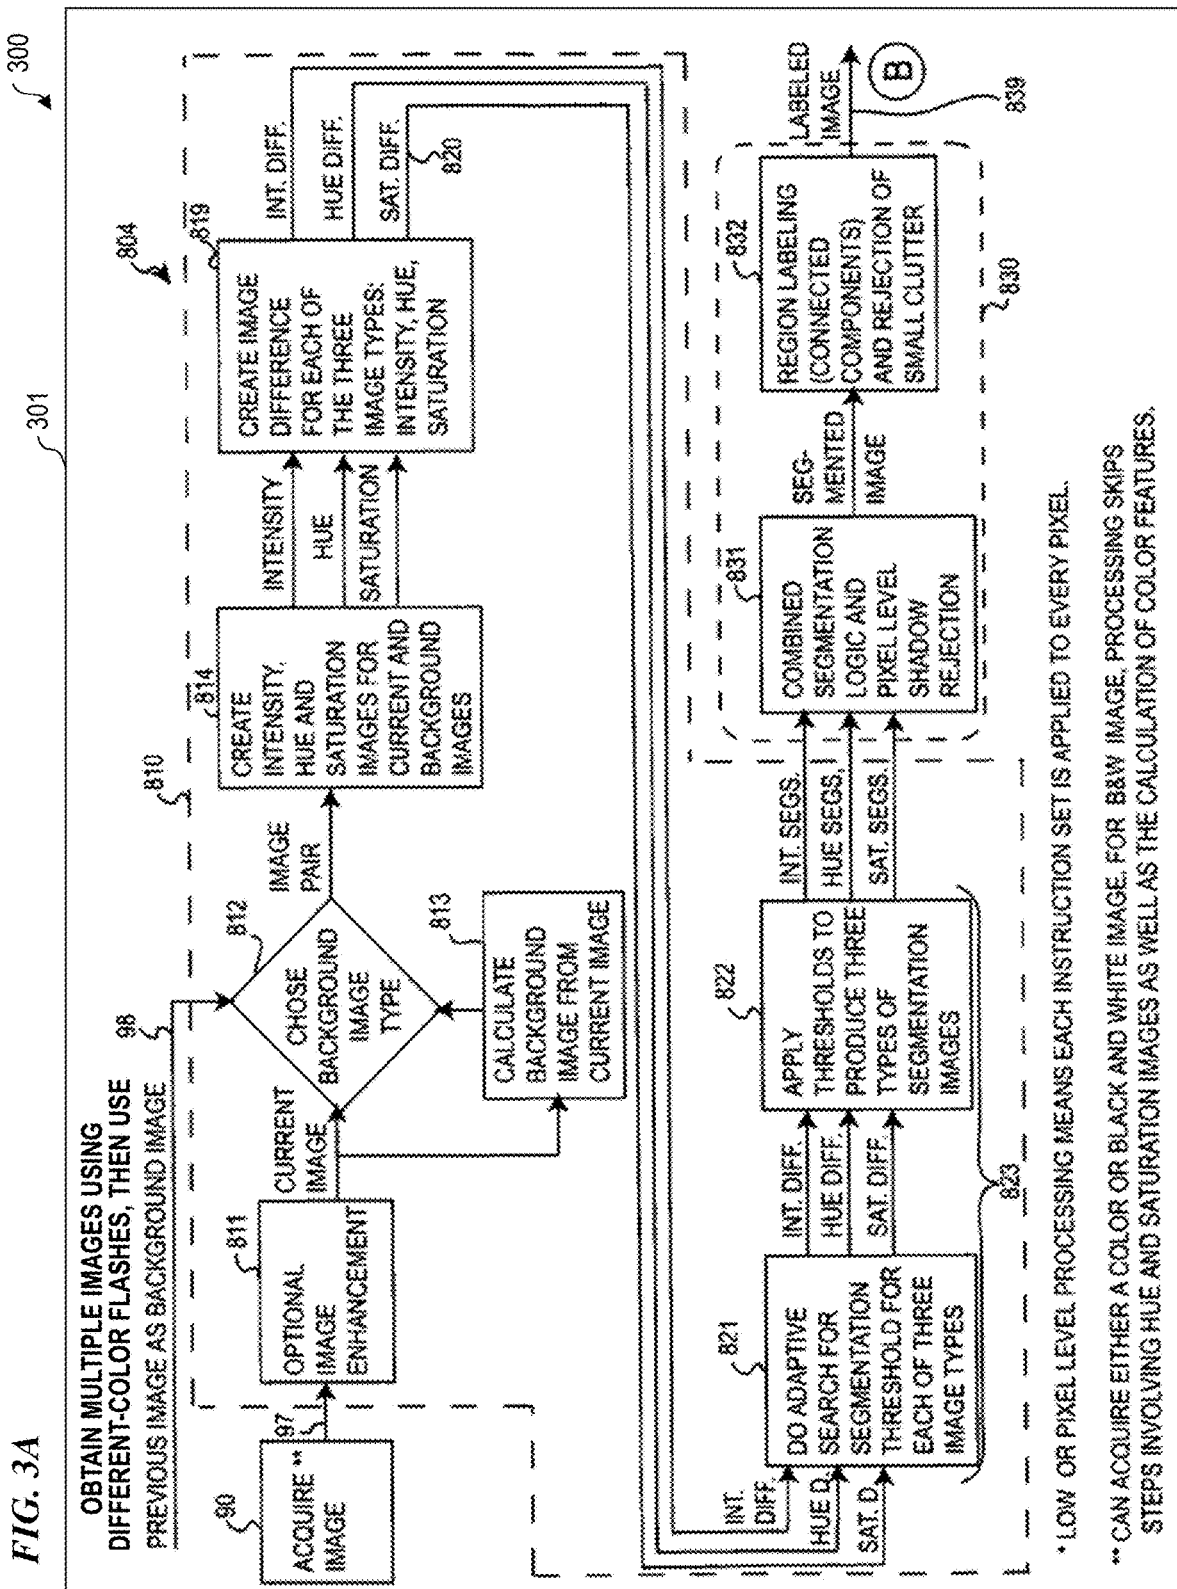 FIG. 3A
300
301
OBTAIN MULTIPLE IMAGES USING
DIFFERENT-COLOR FLASHES, THEN USE
PREVIOUS IMAGE AS BACKGROUND IMAGE
98
90
ACQUIRE **
IMAGE
97
811
OPTIONAL
IMAGE
ENHANCEMENT
CURRENT
IMAGE
812
CHOSE
BACKGROUND
IMAGE
TYPE
813
CALCULATE
BACKGROUND
IMAGE FROM
CURRENT IMAGE
IMAGE
PAIR
810
814
CREATE
INTENSITY,
HUE AND
SATURATION
IMAGES FOR
CURRENT AND
BACKGROUND
IMAGES
INTENSITY
HUE
SATURATION
804
819
CREATE IMAGE
DIFFERENCE
FOR EACH OF
THE THREE
IMAGE TYPES:
INTENSITY, HUE,
SATURATION
INT. DIFF.
HUE DIFF.
SAT. DIFF.
820
INT.
DIFF.
HUE D.
SAT. D.
821
DO ADAPTIVE
SEARCH FOR
SEGMENTATION
THRESHOLD FOR
EACH OF THREE
IMAGE TYPES
INT. DIFF.
HUE DIFF.
SAT. DIFF.
822
APPLY
THRESHOLDS TO
PRODUCE THREE
TYPES OF
SEGMENTATION
IMAGES
823
INT. SEGS.
HUE SEGS,
SAT. SEGS.
831
COMBINED
SEGMENTATION
LOGIC AND
PIXEL LEVEL
SHADOW
REJECTION
SEG-
MENTED
IMAGE
832
REGION LABELING
(CONNECTED
COMPONENTS)
AND REJECTION OF
SMALL CLUTTER
830
LABELED
IMAGE
B
839
* LOW OR PIXEL LEVEL PROCESSING MEANS EACH INSTRUCTION SET IS APPLIED TO EVERY PIXEL.
** CAN ACQUIRE EITHER A COLOR OR BLACK AND WHITE IMAGE. FOR B&W IMAGE, PROCESSING SKIPS
STEPS INVOLVING HUE AND SATURATION IMAGES AS WELL AS THE CALCULATION OF COLOR FEATURES.